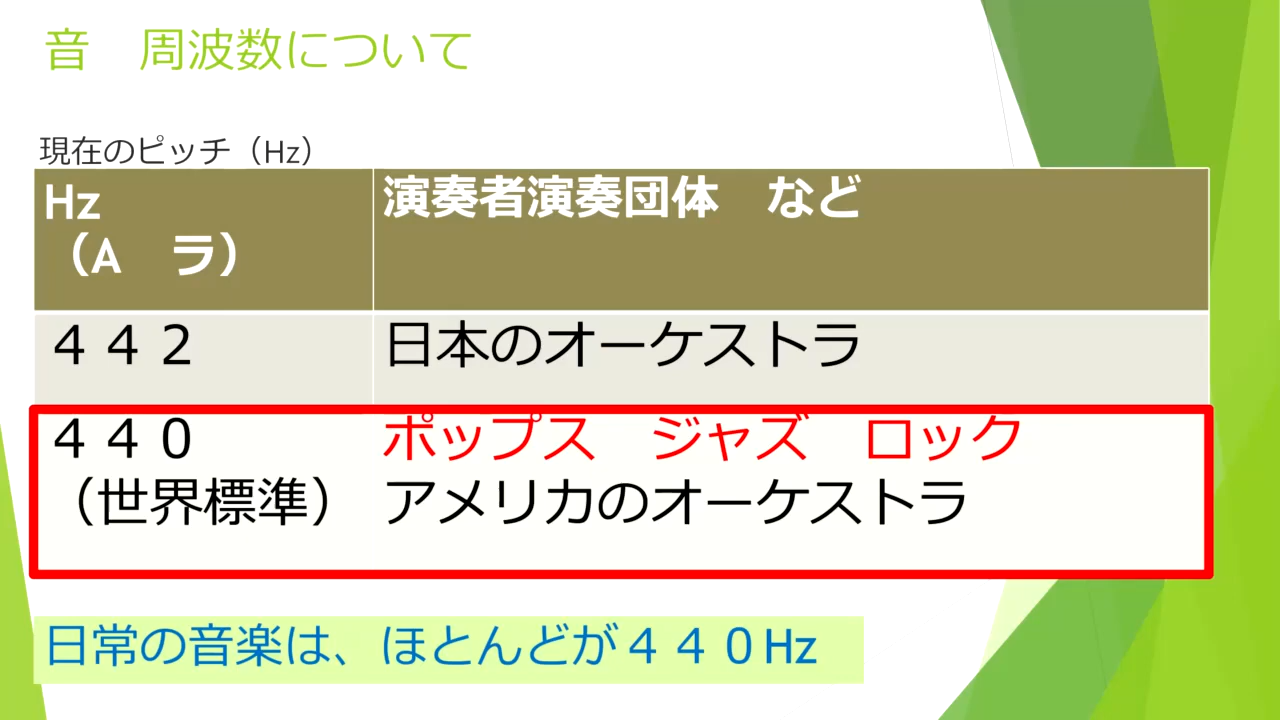 音　周波数について
現在のピッチ（Hz）
Hz
（A　ラ）
演奏者演奏団体　など
４４２
日本のオーケストラ
４４０
（世界標準）
ポップス　ジャズ　ロック
アメリカのオーケストラ
日常の音楽は、ほとんどが４４０Hz